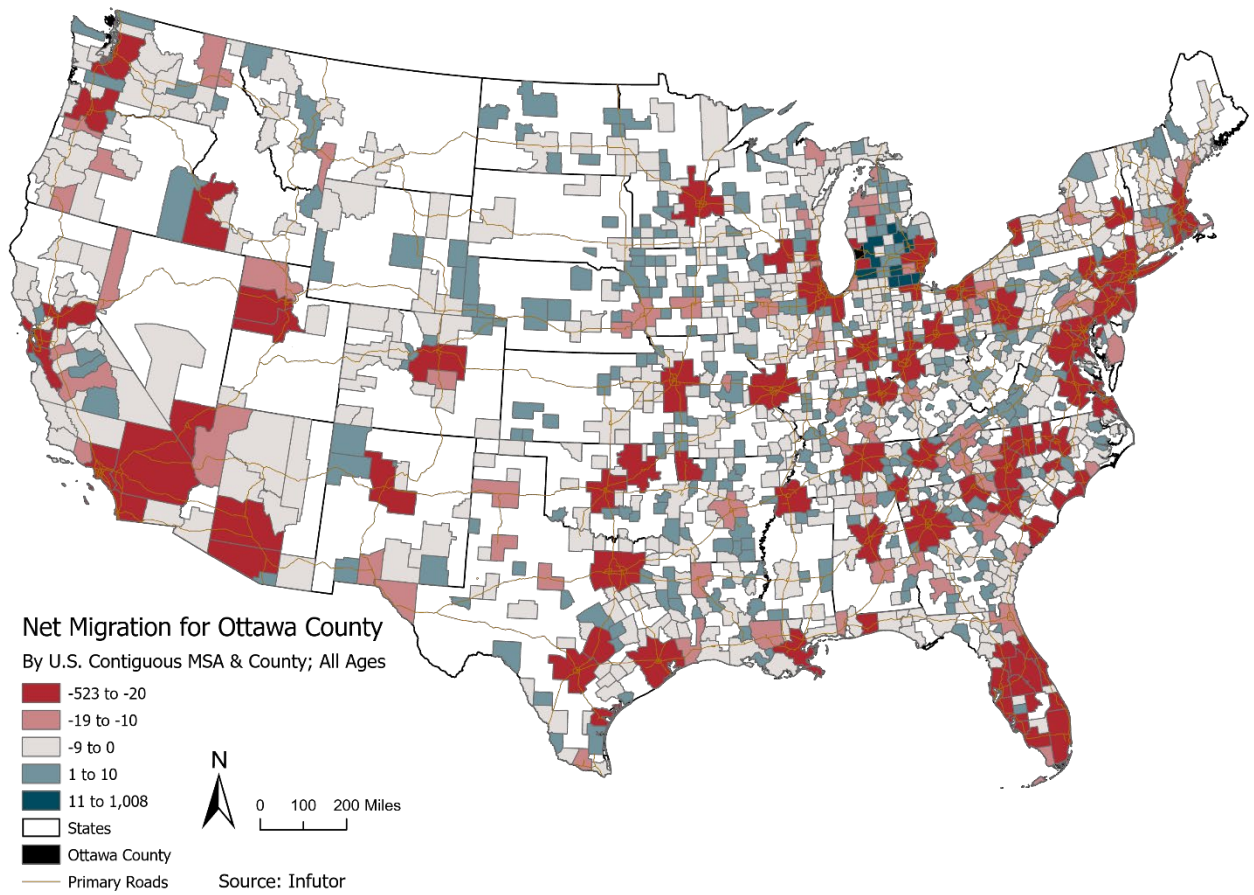 Net Migration for Ottawa County
By U.S. Contiguous MSA & County; All Ages
-523 to -20
-19 to -10
-9 to 0
1 to 10
11 to 1,008
States
Ottawa County
Primary Roads
N
0 100 200 Miles
Source: Infutor